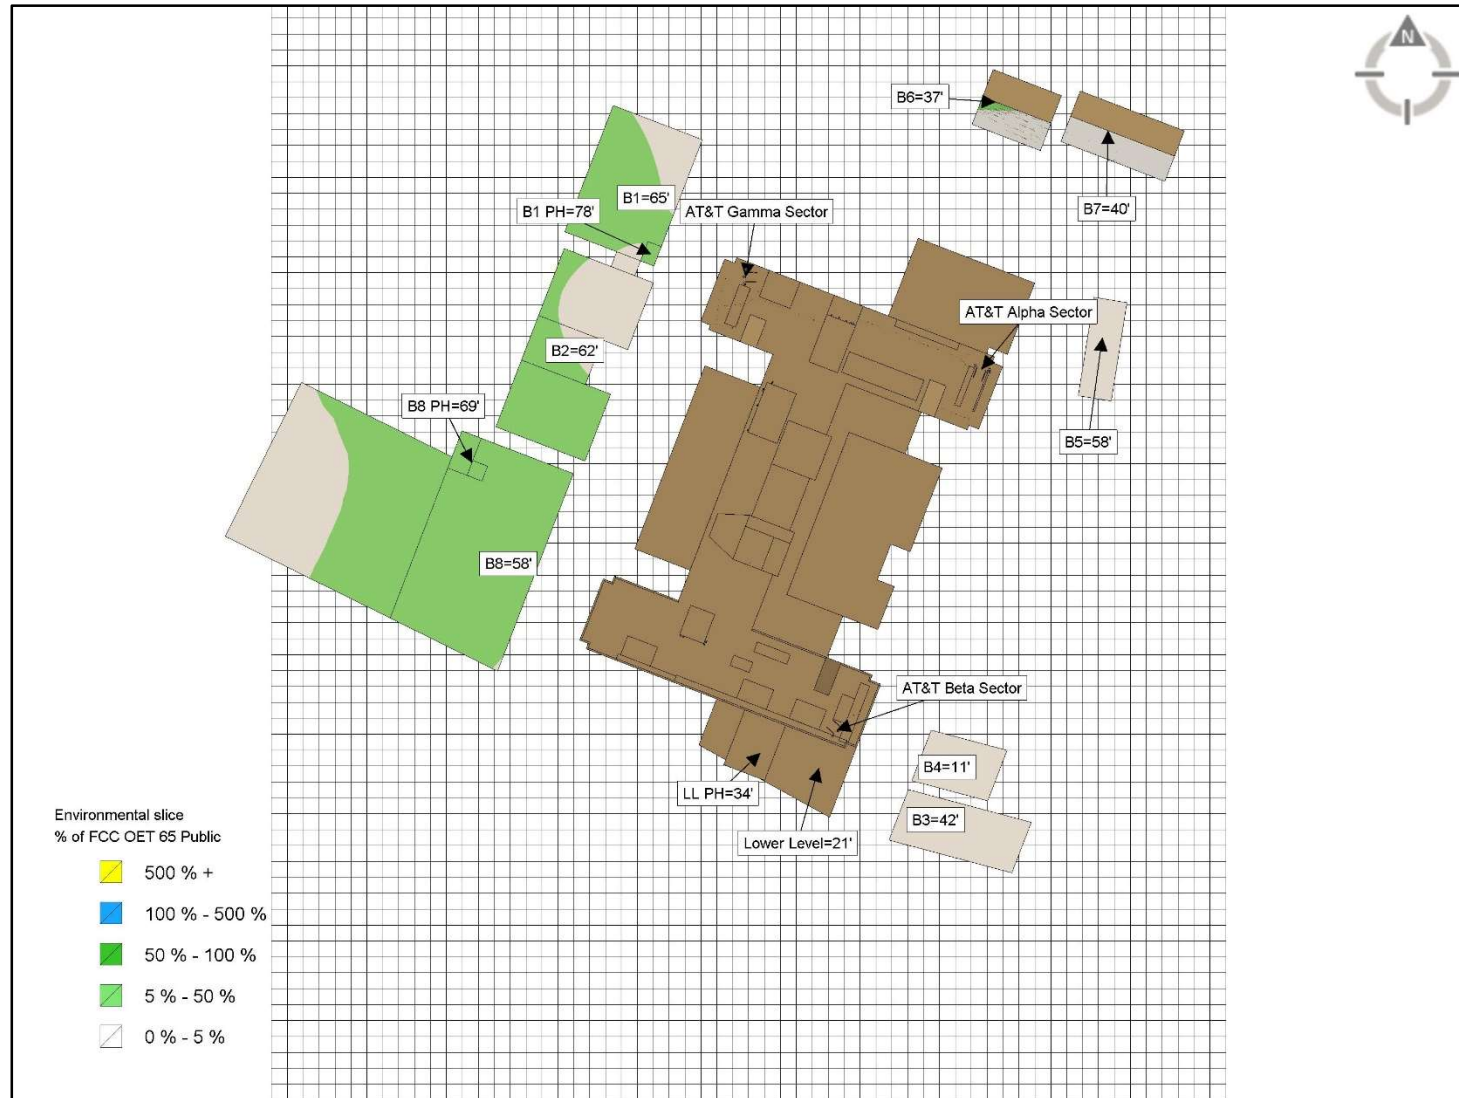 N
B6=37'
B7=40'
B1=65'
B1 PH=78'
AT&T Gamma Sector
AT&T Alpha Sector
B2=62'
B8 PH=69'
B5=58'
B8=58'
AT&T Beta Sector
B4=11'
LL PH=34'
B3=42'
Lower Level=21'
Environmental slice
% of FCC OET 65 Public
500 % +
100 % - 500 %
50 % - 100 %
5 % - 50 %
0 % - 5 %